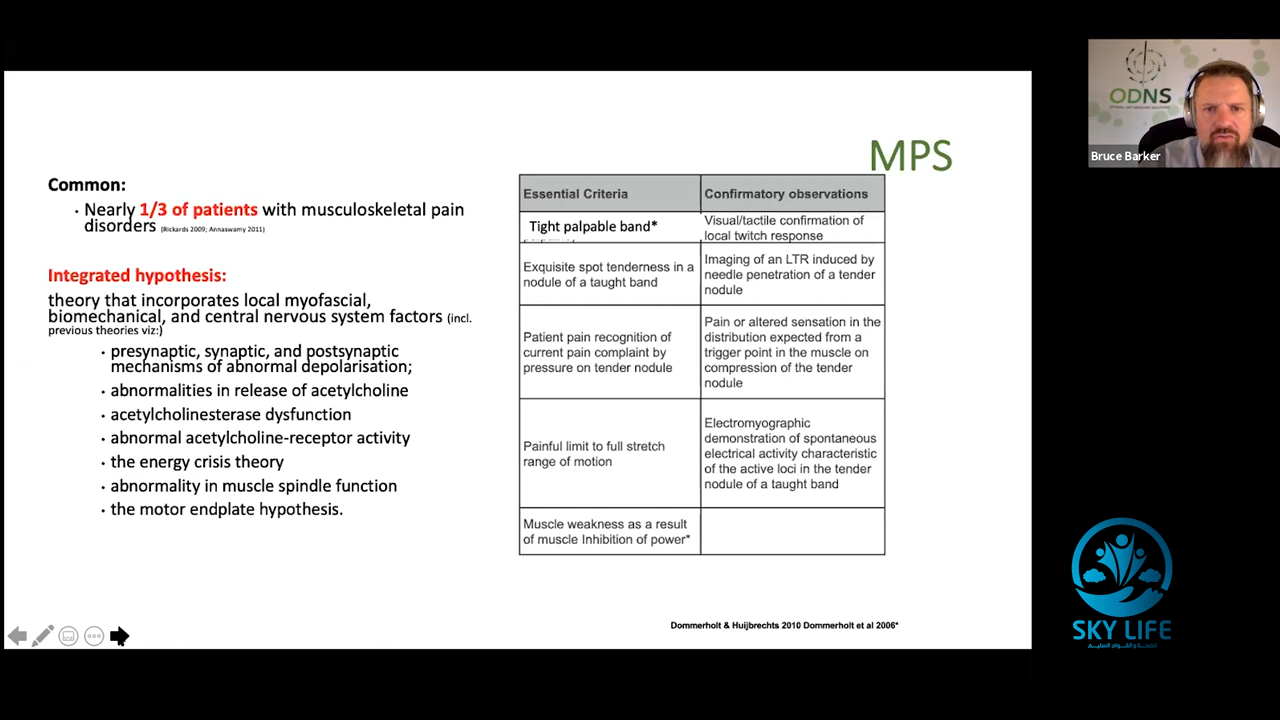 MPS
Common:
• Nearly 1/3 of patients with musculoskeletal pain
disorders (Rickards 2009; Annaswamy 2011)
Integrated hypothesis:
theory that incorporates local myofascial,
biomechanical, and central nervous system factors (incl.
previous theories viz:)
• presynaptic, synaptic, and postsynaptic
mechanisms of abnormal depolarisation;
• abnormalities in release of acetylcholine
• acetylcholinesterase dysfunction
• abnormal acetylcholine-receptor activity
• the energy crisis theory
• abnormality in muscle spindle function
• the motor endplate hypothesis.
Essential Criteria
Confirmatory observations
Tight palpable band*
Visual/tactile confirmation of
local twitch response
Exquisite spot tenderness in a
nodule of a taught band
Imaging of an LTR induced by
needle penetration of a tender
nodule
Patient pain recognition of
current pain complaint by
pressure on tender nodule
Pain or altered sensation in the
distribution expected from a
trigger point in the muscle on
compression of the tender
nodule
Painful limit to full stretch
range of motion
Electromyographic
demonstration of spontaneous
electrical activity characteristic
of the active loci in the tender
nodule of a taught band
Muscle weakness as a result
of muscle Inhibition of power*
Dommerholt & Huijbrechts 2010 Dommerholt et al 2006*
ODNS
Bruce Barker
SKY LIFE
للصحة و القوام السليم